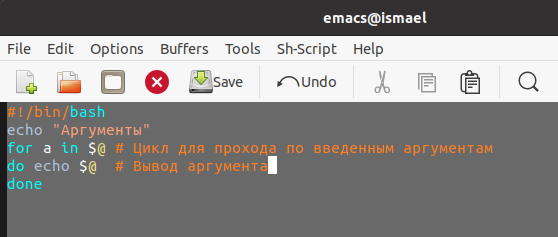 emacs@ismael
File Edit Options Buffers Tools Sh-Script Help
Save Undo
#!/bin/bash
echo "Аргументы"
for a in $@ # Цикл для прохода по введенным аргументам
do echo $@  # Вывод аргумента
done